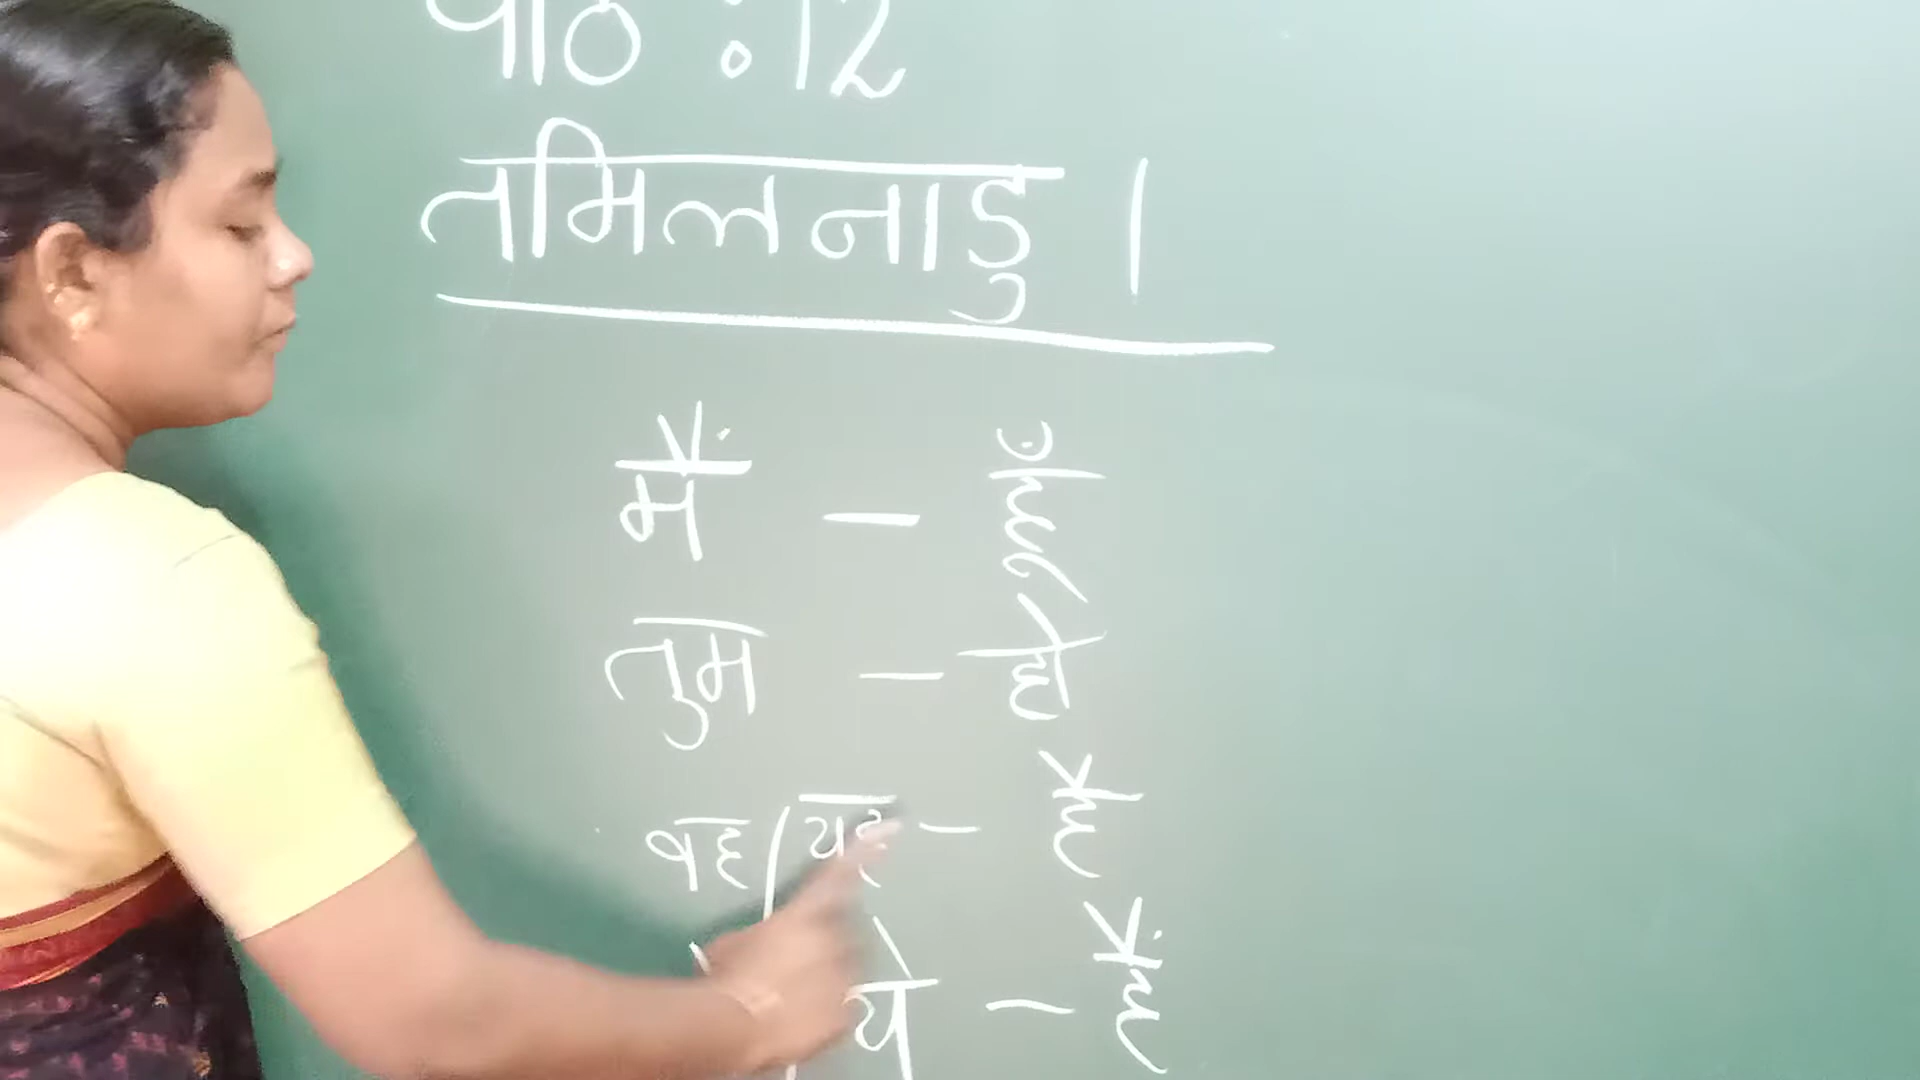 पाठ : 12
तमिलनाडु ।
मैं - हूँ
तुम - हो
वह / यह - है
ये - हैं